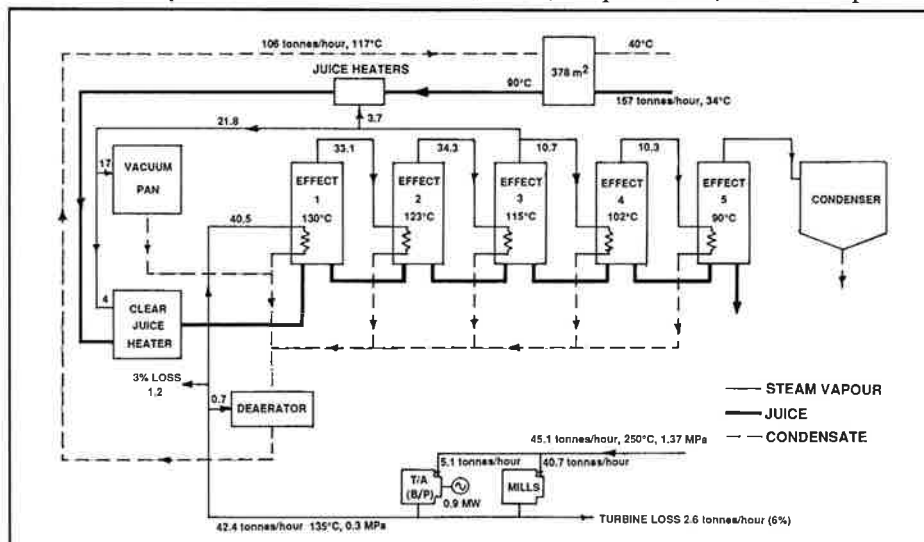 106 tonnes/hour, 117°C
40°C
378 m²
JUICE HEATERS
90°C
157 tonnes/hour, 34°C
21.8
3.7
33.1
34.3
10.7
10.3
17
VACUUM
PAN
EFFECT
1
130°C
EFFECT
2
123°C
EFFECT
3
115°C
EFFECT
4
102°C
EFFECT
5
90°C
CONDENSER
40.5
4
CLEAR
JUICE
HEATER
3% LOSS
1.2
0.7
DEAERATOR
STEAM VAPOUR
JUICE
CONDENSATE
45.1 tonnes/hour, 250°C, 1.37 MPa
5.1 tonnes/hour
40.7 tonnes/hour
T/A
(B/P)
0.9 MW
MILLS
42.4 tonnes/hour 135°C, 0.3 MPa
TURBINE LOSS 2.6 tonnes/hour (6%)